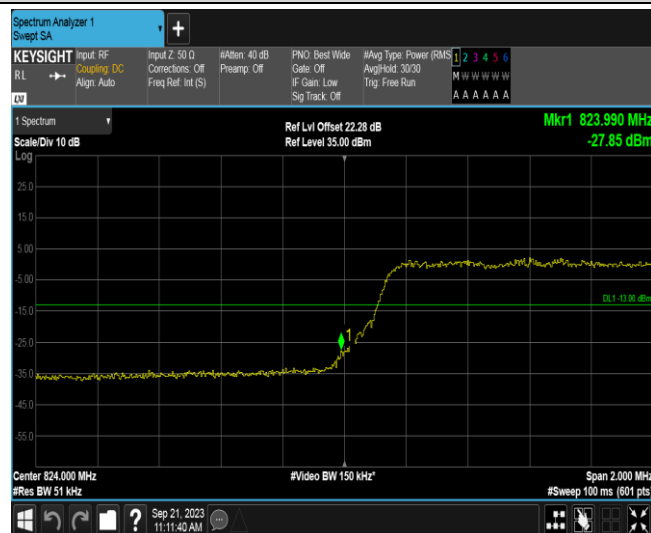 Spectrum Analyzer 1
Swept SA
+
KEYSIGHT
RL
LXI
Input: RF
Coupling: DC
Align: Auto
Input Z: 50 Ω
Corrections: Off
Freq Ref: Int (S)
#Atten: 40 dB
Preamp: Off
PNO: Best Wide
Gate: Off
IF Gain: Low
Sig Track: Off
#Avg Type: Power (RMS
Avg|Hold: 30/30
Trig: Free Run
1 2 3 4 5 6
M W W W W W
A A A A A A
1 Spectrum
Scale/Div 10 dB
Log
Ref Lvl Offset 22.28 dB
Ref Level 35.00 dBm
Mkr1 823.990 MHz
-27.85 dBm
25.0
15.0
5.00
-5.00
-15.0
-25.0
-35.0
-45.0
-55.0
DL1 -13.00 dBm
1
Center 824.000 MHz
#Res BW 51 kHz
#Video BW 150 kHz*
Span 2.000 MHz
#Sweep 100 ms (601 pts)
?
Sep 21, 2023
11:11:40 AM